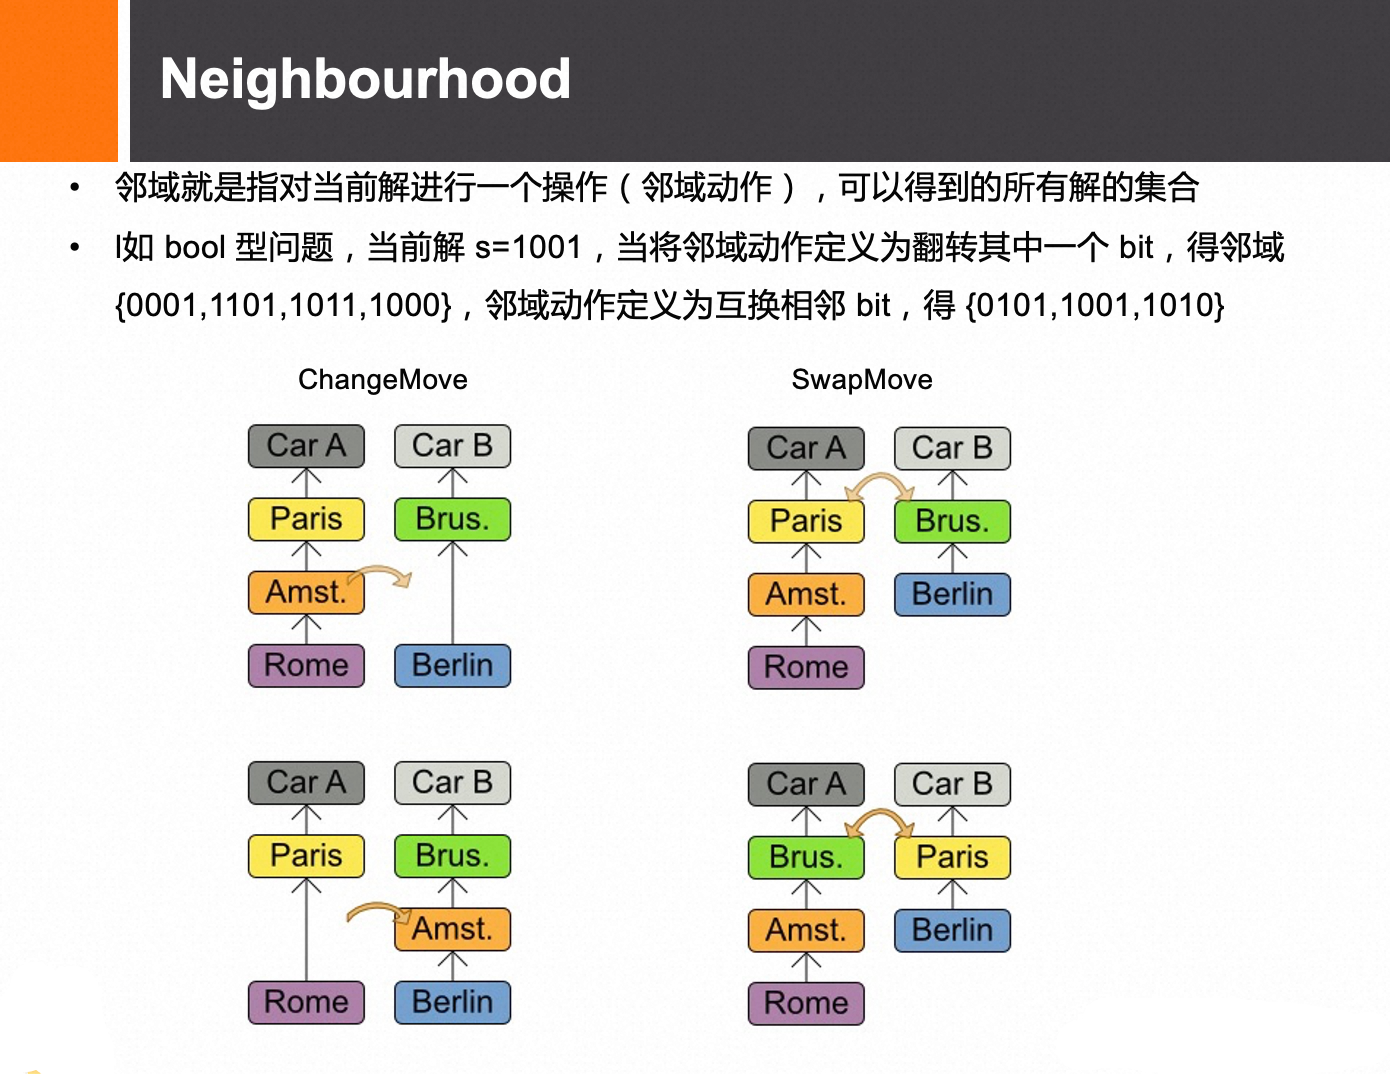 Neighbourhood
• 邻域就是指对当前解进行一个操作（邻域动作），可以得到的所有解的集合
• l如 bool 型问题，当前解 s=1001，当将邻域动作定义为翻转其中一个 bit，得邻域
{0001,1101,1011,1000}，邻域动作定义为互换相邻 bit，得 {0101,1001,1010}
ChangeMove SwapMove
Car A Car B Car A Car B
Paris Brus. Paris Brus.
Amst. Amst. Berlin
Rome Berlin Rome
Car A Car B Car A Car B
Paris Brus. Brus. Paris
Amst. Amst. Berlin
Rome Berlin Rome